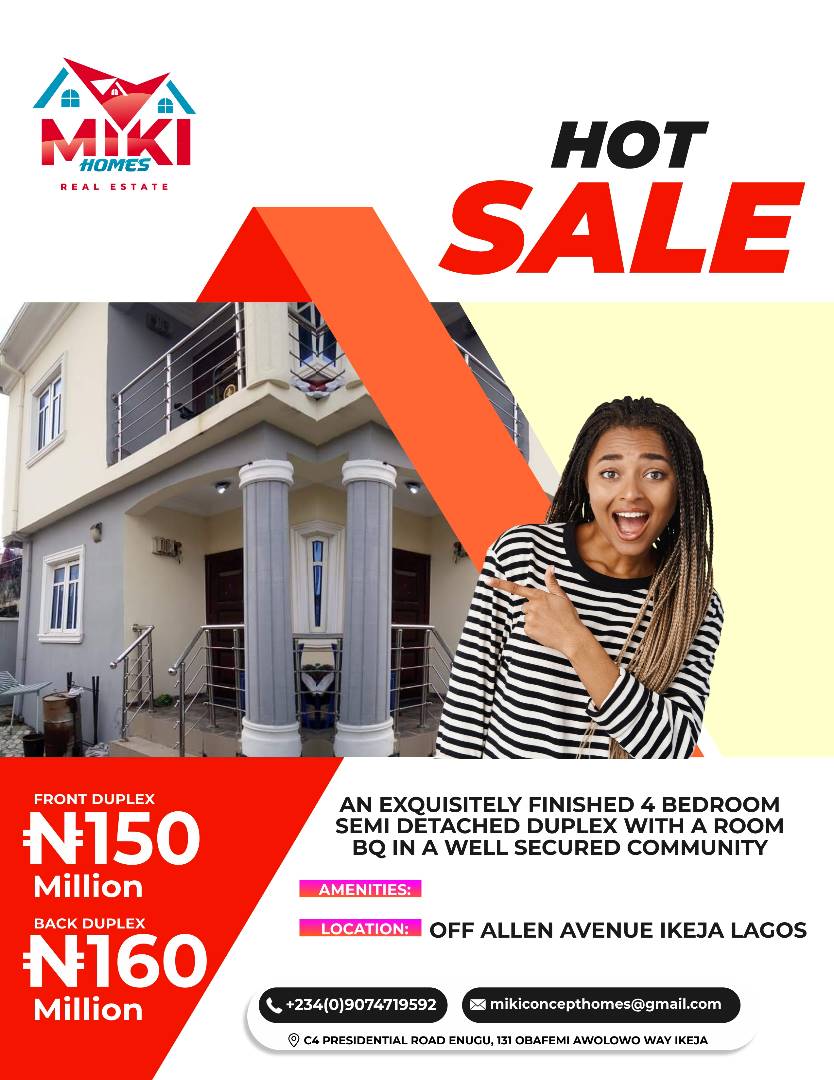 MIKI
HOMES
REAL ESTATE
HOT
SALE
FRONT DUPLEX
₦150
Million
BACK DUPLEX
₦160
Million
AN EXQUISITELY FINISHED 4 BEDROOM
SEMI DETACHED DUPLEX WITH A ROOM
BQ IN A WELL SECURED COMMUNITY
AMENITIES:
LOCATION: OFF ALLEN AVENUE IKEJA LAGOS
+234(0)9074719592
mikiconcepthomes@gmail.com
C4 PRESIDENTIAL ROAD ENUGU, 131 OBAFEMI AWOLOWO WAY IKEJA